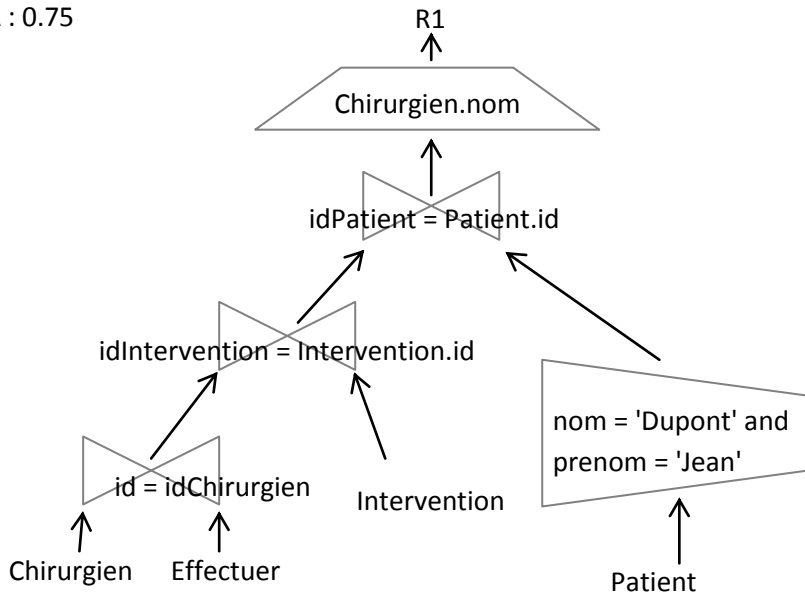 : 0.75
R1
Chirurgien.nom
idPatient = Patient.id
idIntervention = Intervention.id
nom = 'Dupont' and
prenom = 'Jean'
id = idChirurgien
Intervention
Chirurgien
Effectuer
Patient